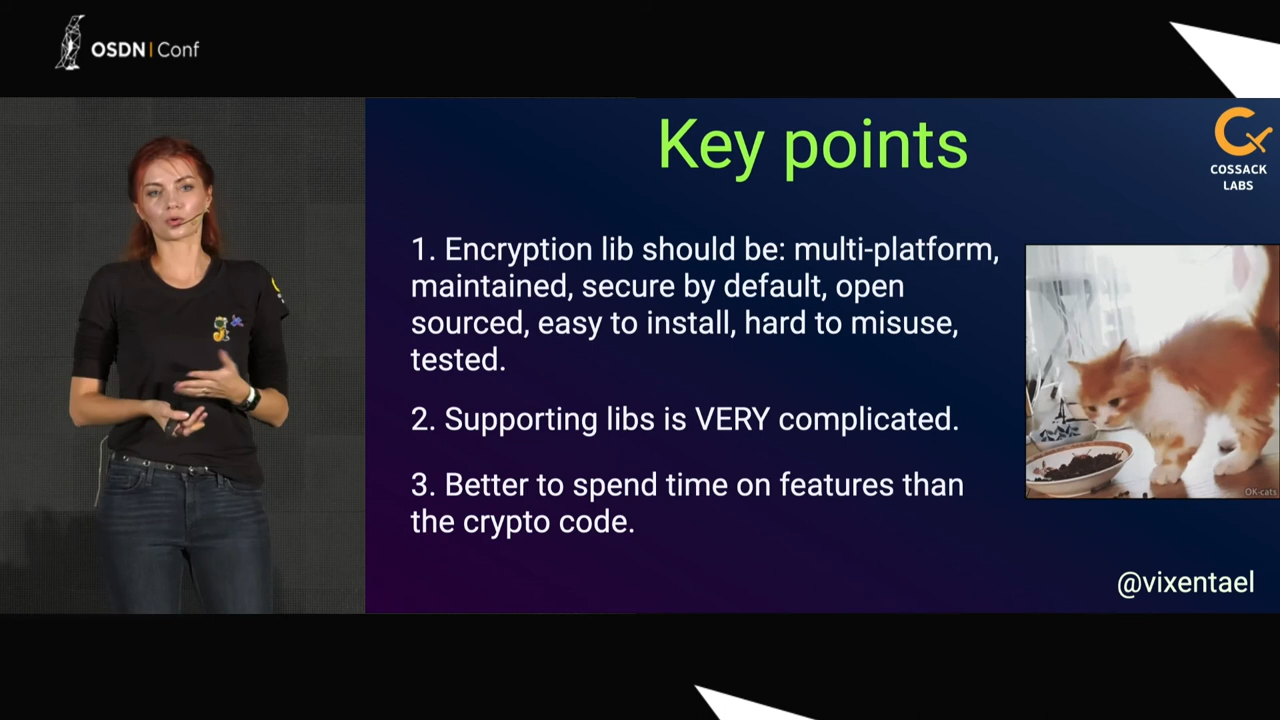 OSDN | Conf
Key points
COSSACK
LABS
1. Encryption lib should be: multi-platform,
maintained, secure by default, open
sourced, easy to install, hard to misuse,
tested.
2. Supporting libs is VERY complicated.
3. Better to spend time on features than
the crypto code.
OK-cats
@vixentael